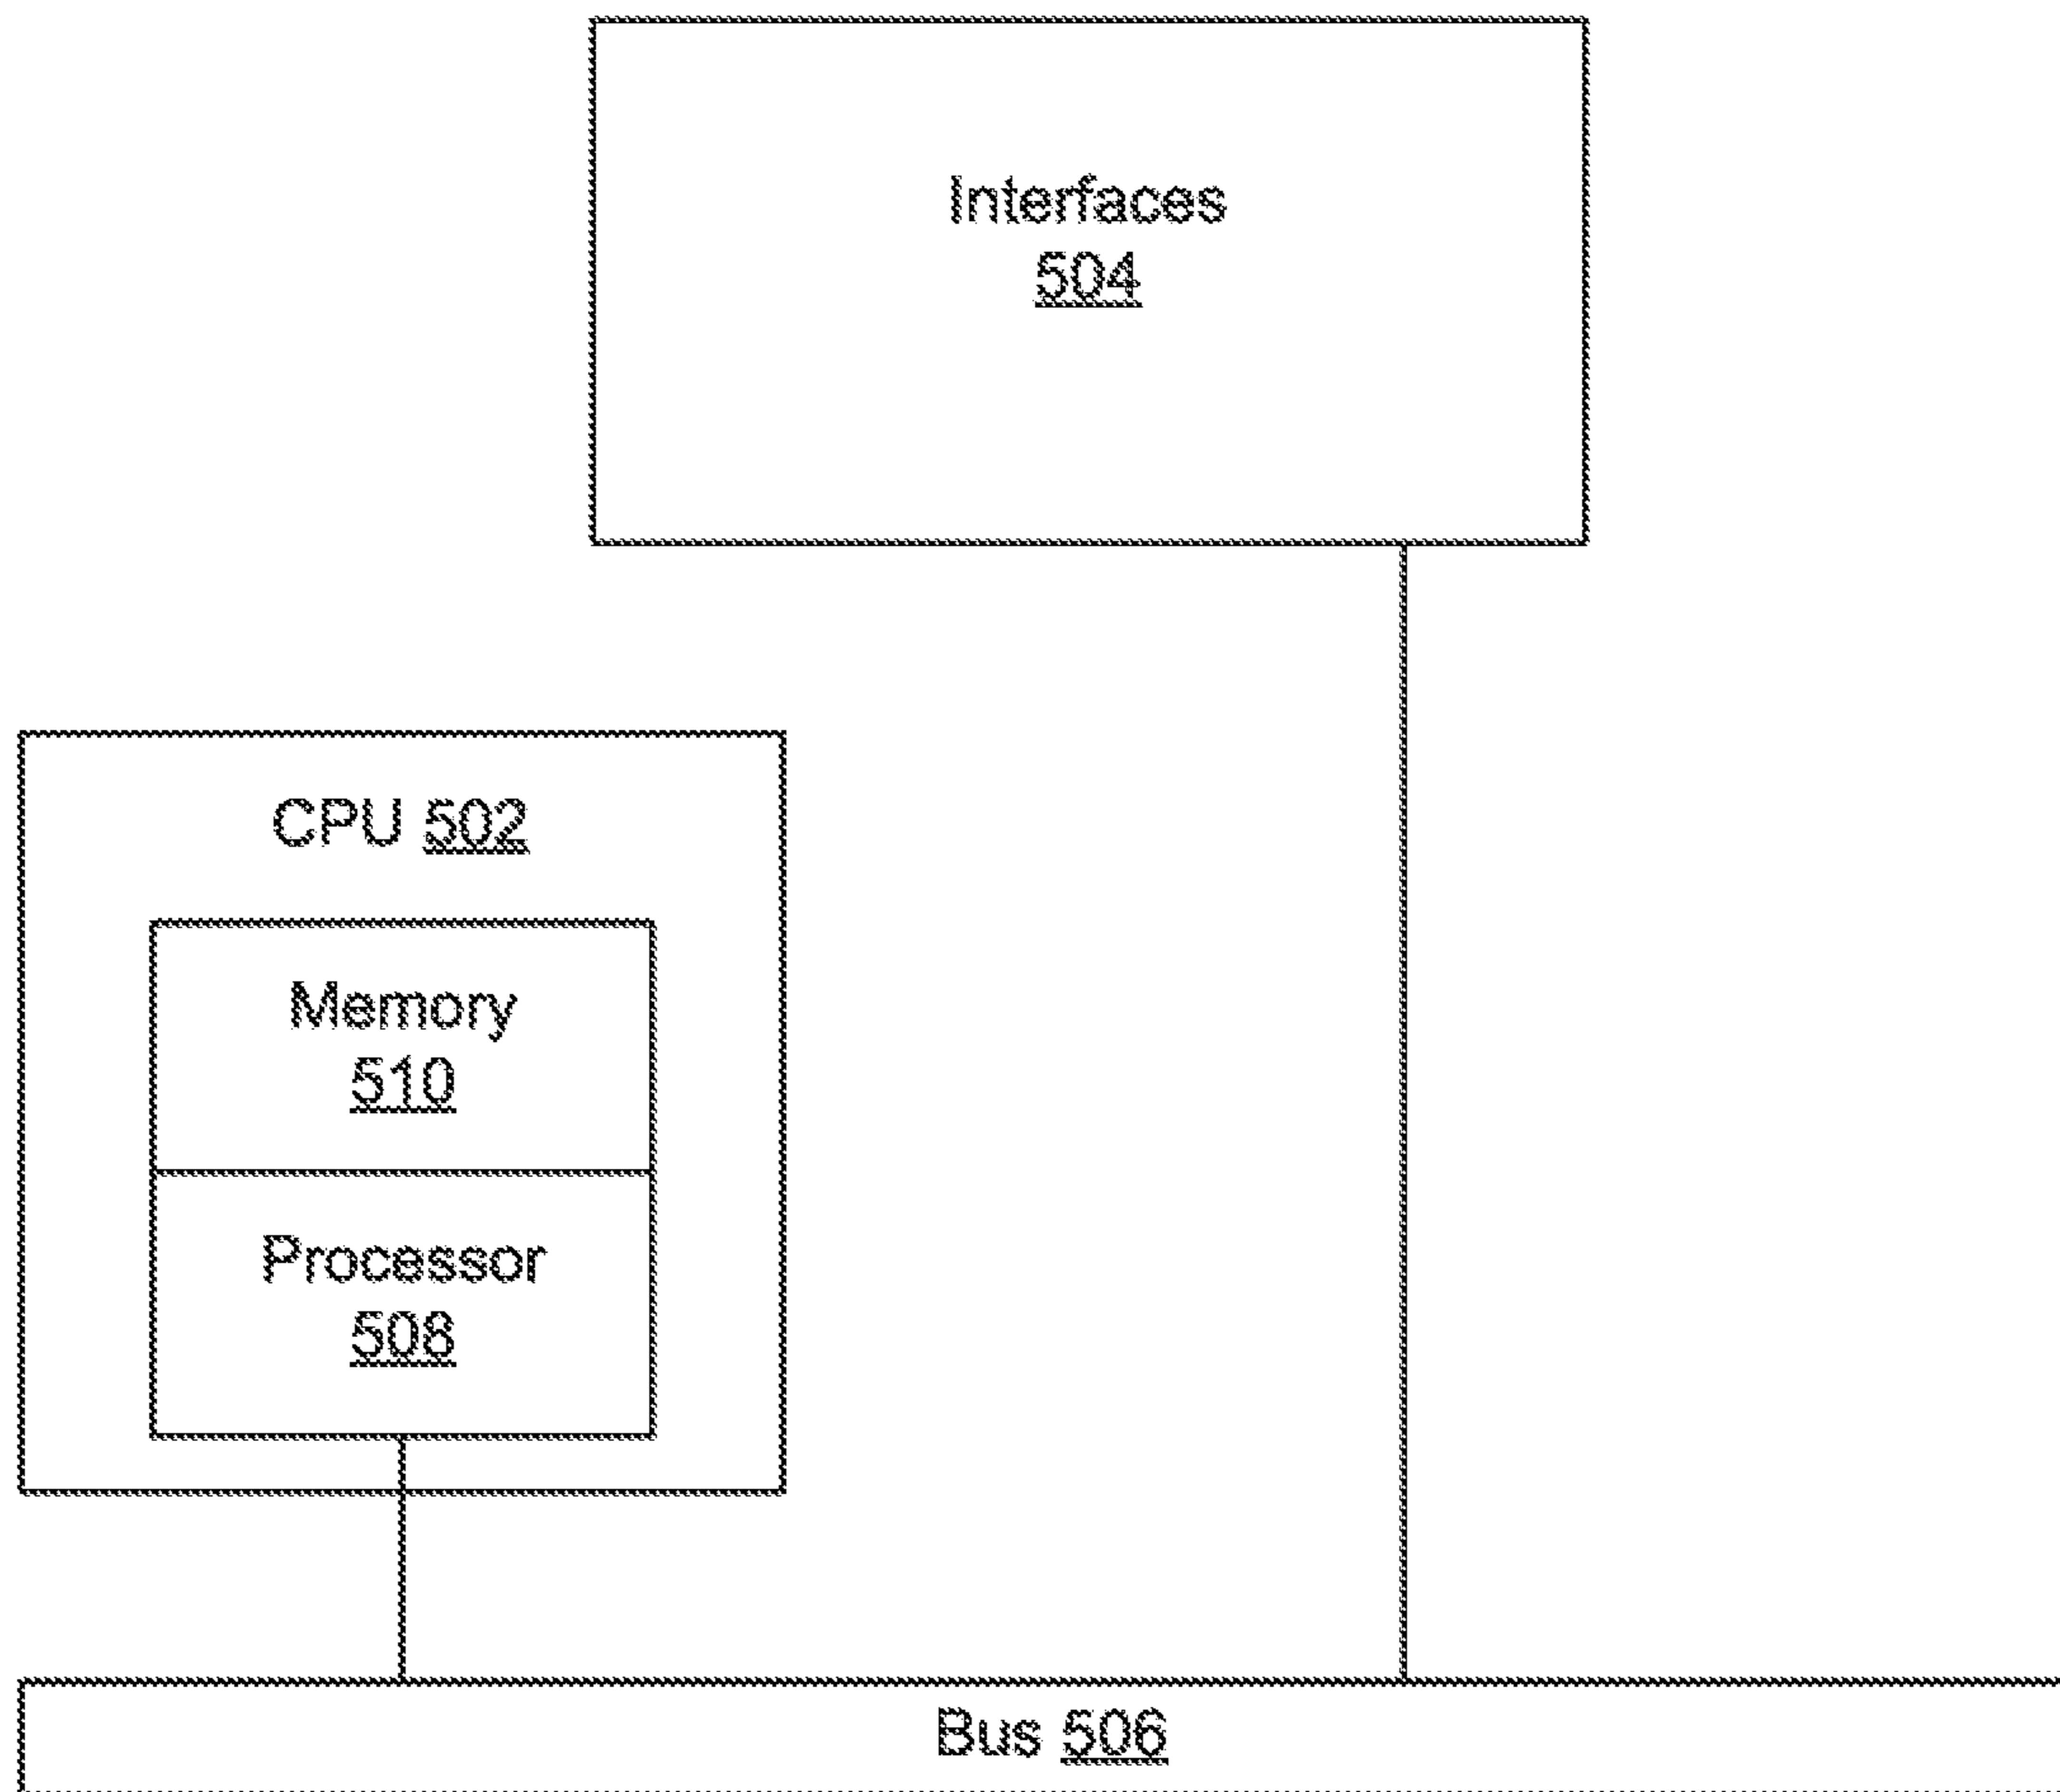 Interfaces
504
CPU 502
Memory
510
Processor
508
Bus 506